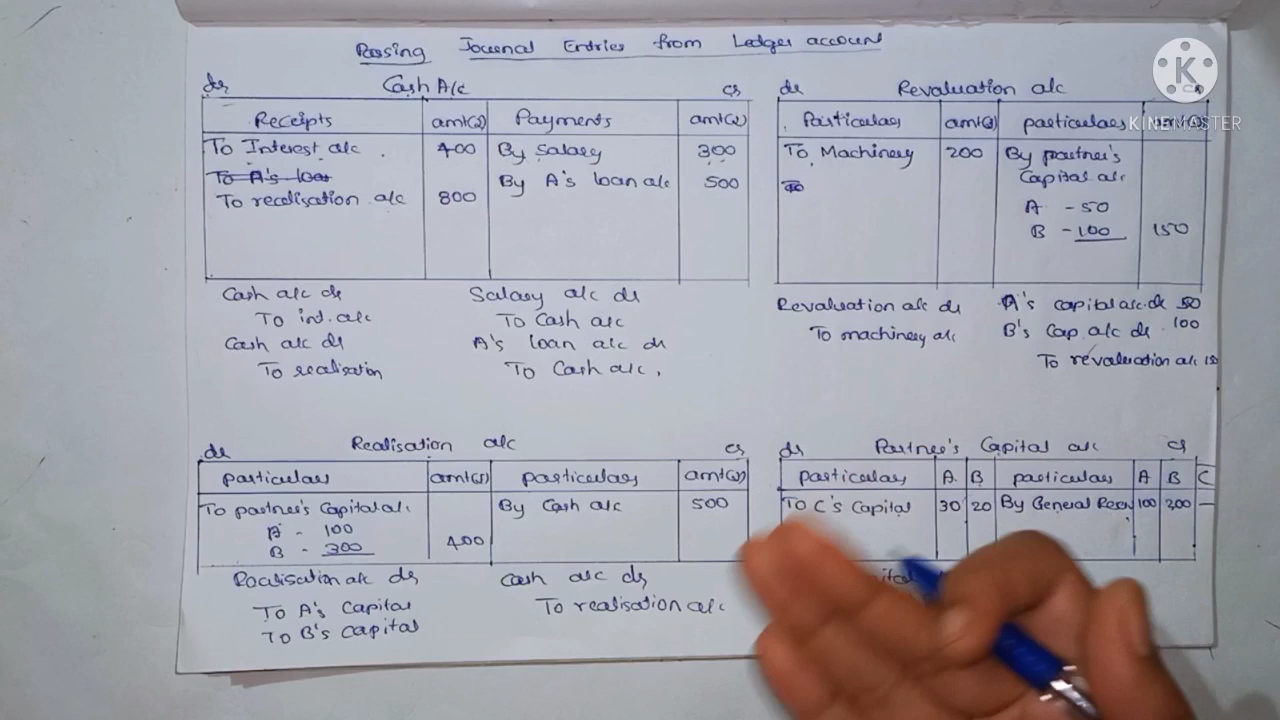 Passing Journal Entries from Ledger account
dr Cash A/c cr
Receipts amt(₹) Payments amt(₹)
To Interest a/c 400 By Salary 300
To A's loan By A's loan a/c 500
To realisation a/c 800
Cash a/c dr Salary a/c dr
To int. a/c To Cash a/c
Cash a/c dr A's loan a/c dr
To realisation To Cash a/c,
dr Revaluation a/c cr
Particulars amt(₹) particulars
To Machinery 200 By partner's
To Capital a/c
A - 50
B - 100 150
Revaluation a/c dr A's capital a/c. dr 50
To machinery a/c B's Cap. a/c dr 100
To revaluation a/c 150
dr Realisation a/c cr
particulars amt(₹) particulars amt(₹)
To partner's Capital a/c By Cash a/c 500
A - 100
B - 300 400
Realisation a/c dr Cash a/c dr
To A's Capital To realisation a/c
To B's capital
dr Partner's Capital a/c cr
particulars A. B particulars A B C
To C's Capital 30 20 By General Resv 100 200 —
K
KINEMASTER